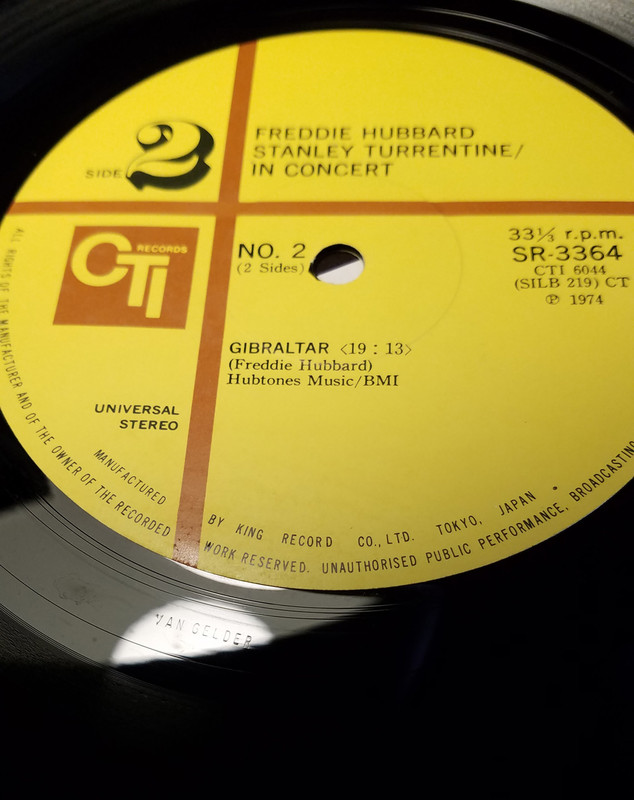 FREDDIE HUBBARD
STANLEY TURRENTINE/
IN CONCERT
SIDE 2
CTI RECORDS
NO. 2
(2 Sides)
33⅓ r.p.m.
SR-3364
CTI 6044
(SILB 219) CT
℗ 1974
GIBRALTAR <19 : 13>
(Freddie Hubbard)
Hubtones Music/BMI
UNIVERSAL
STEREO
MANUFACTURED BY KING RECORD CO., LTD. TOKYO, JAPAN •
ALL RIGHTS OF THE MANUFACTURER AND OF THE OWNER OF THE RECORDED WORK RESERVED. UNAUTHORISED PUBLIC PERFORMANCE, BROADCASTING
VAN GELDER